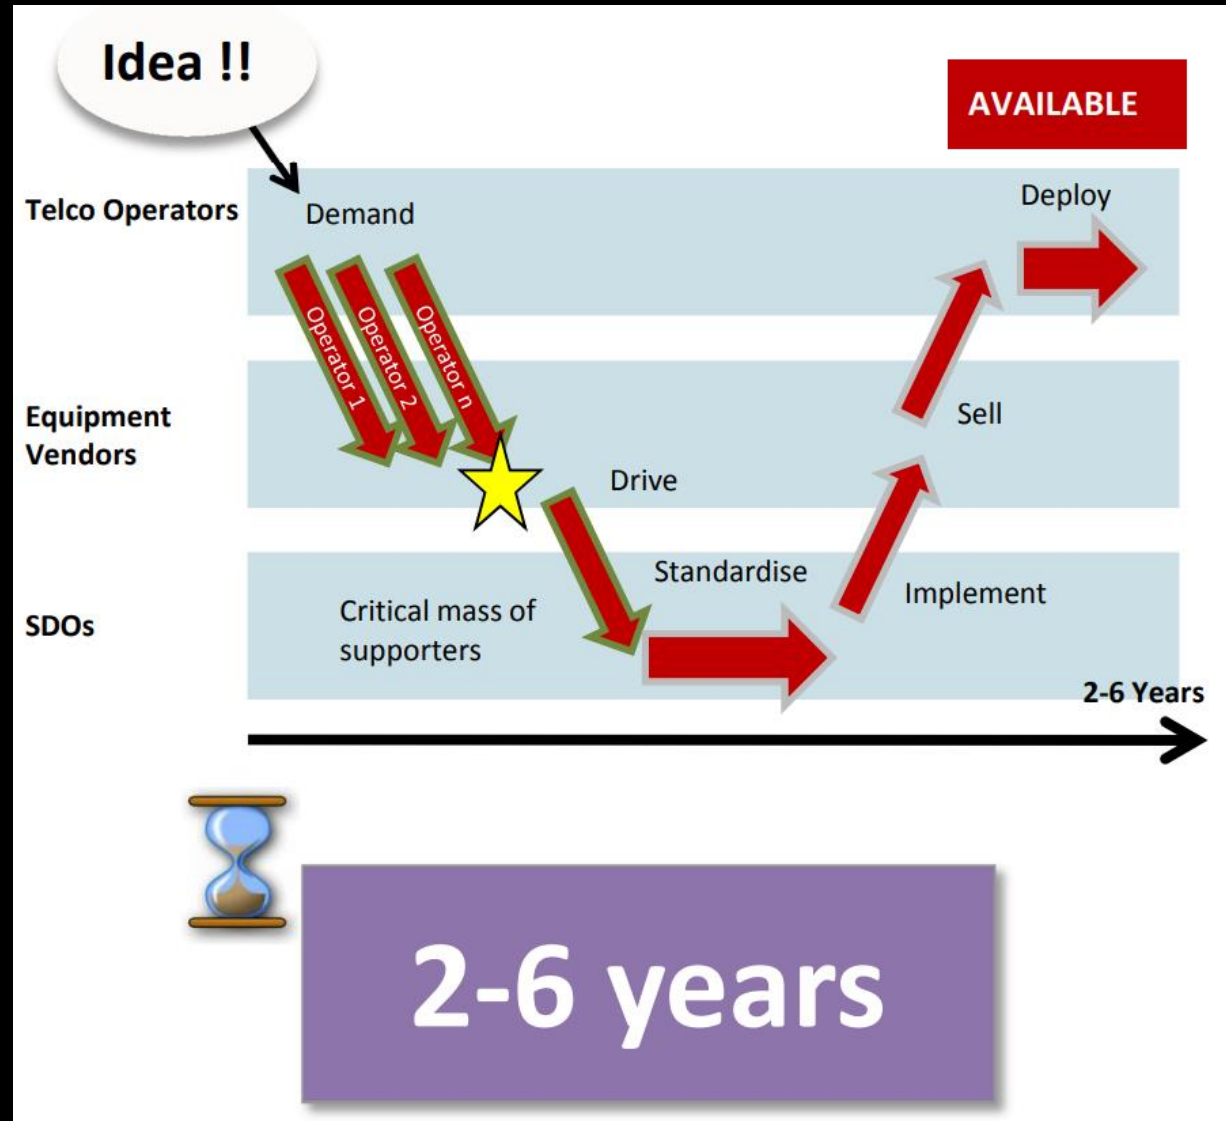 Idea !!
AVAILABLE
Telco Operators
Demand
Deploy
Operator 1
Operator 2
Operator n
Equipment
Vendors
Sell
Drive
SDOs
Standardise
Critical mass of
supporters
Implement
2-6 Years
2-6 years